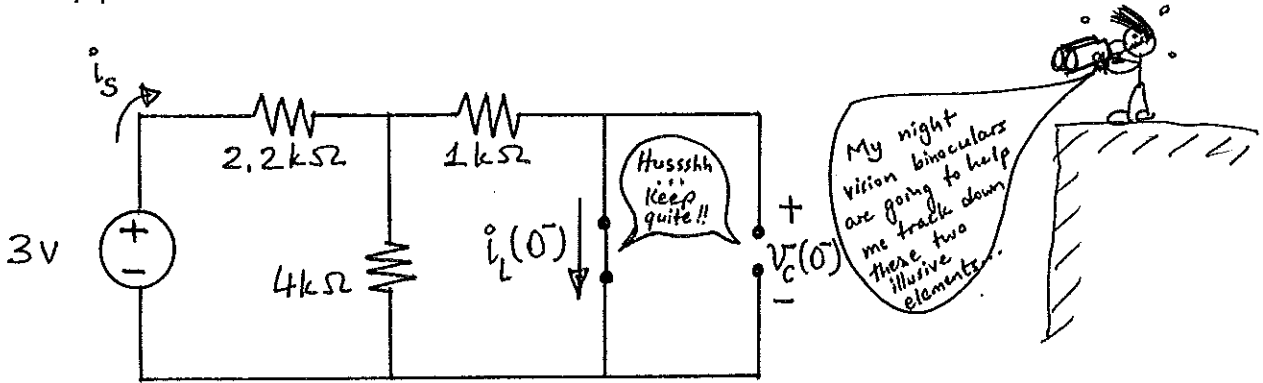 i_s
2.2kΩ
1kΩ
3V
+
−
4kΩ
i_L(0⁻)
Hussshh
...
Keep
quite!!
+
v_c(0⁻)
−
My night
vision binoculars
are going to help
me track down
these two
illusive
elements...